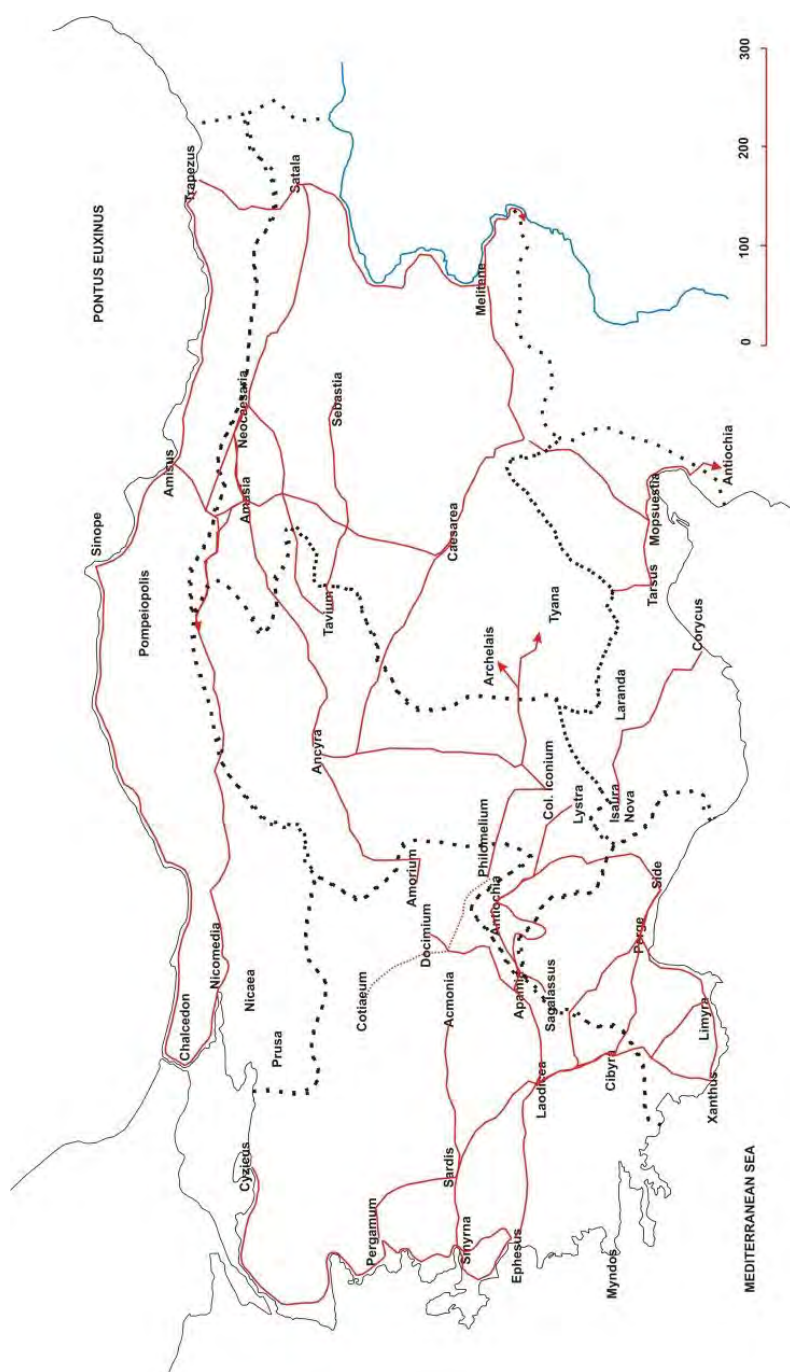 Sinope
PONTUS EUXINUS
Pompeiopolis
Amisus
Chalcedon
Trapezus
Nicomedia
Cyzicus
Amasia
Neocaesaria
Nicaea
Prusa
Satala
Ancyra
Tavium
Sebastia
Cotiaeum
Pergamum
Amorium
Docimium
Sardis
Acmonia
Caesarea
Smyrna
Melitene
Philomelium
Archelais
Antiochia
Ephesus
Apamia
Laodicea
Sagalassus
Col. Iconium
Tyana
Lystra
Cibyra
Myndos
Isaura
Nova
Laranda
Perge
Side
Tarsus
Mopsuestia
Corycus
Limyra
Xanthus
Antiochia
MEDITERRANEAN SEA
0 100 200 300